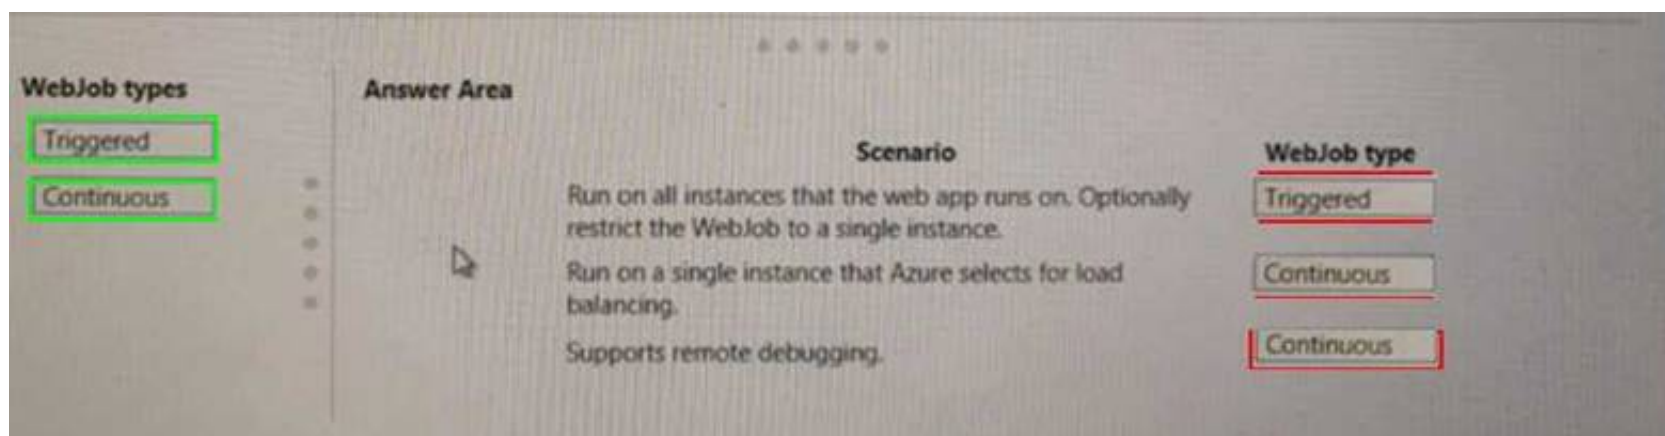 WebJob types
Triggered
Continuous
Answer Area
Scenario
WebJob type
Run on all instances that the web app runs on. Optionally
restrict the WebJob to a single instance.
Triggered
Run on a single instance that Azure selects for load
balancing.
Continuous
Supports remote debugging.
Continuous